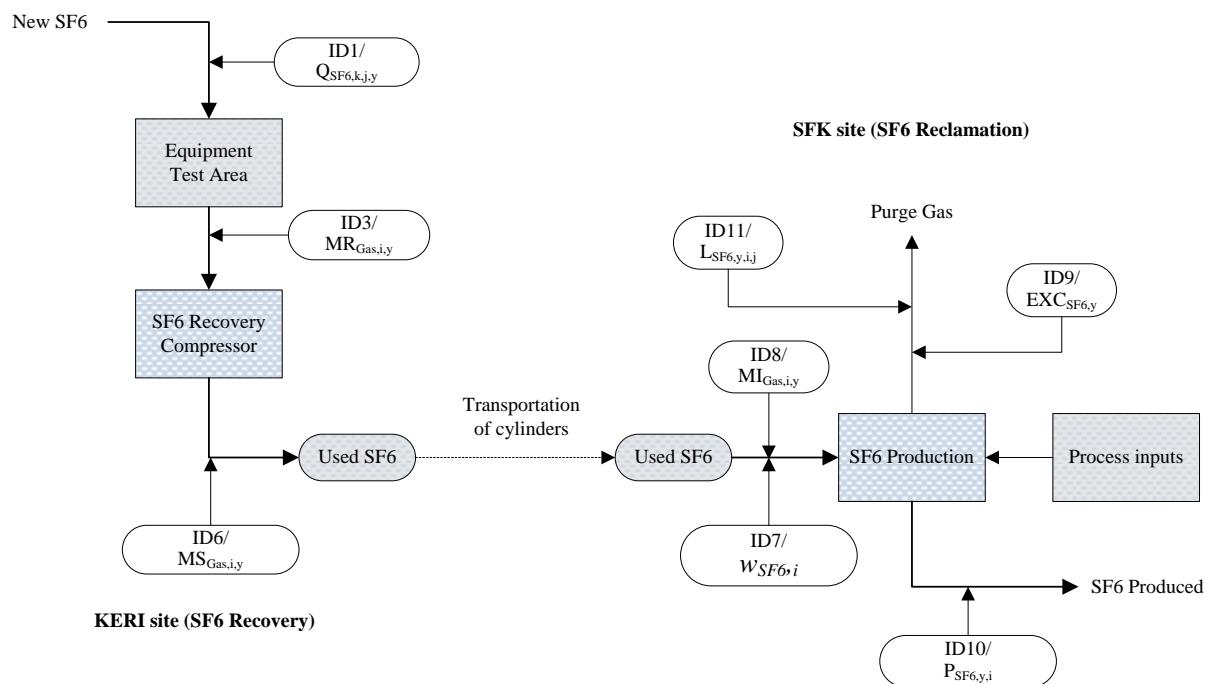 New SF6
ID1/
QSF6,k,j,y
Equipment
Test Area
ID3/
MRGas,i,y
SF6 Recovery
Compressor
Used SF6
ID6/
MSGas,i,y
KERI site (SF6 Recovery)
Transportation
of cylinders
SFK site (SF6 Reclamation)
Purge Gas
ID11/
LSF6,y,i,j
ID9/
EXCSF6,y
ID8/
MIGas,i,y
Used SF6
SF6 Production
Process inputs
ID7/
wSF6,i
SF6 Produced
ID10/
PSF6,y,i